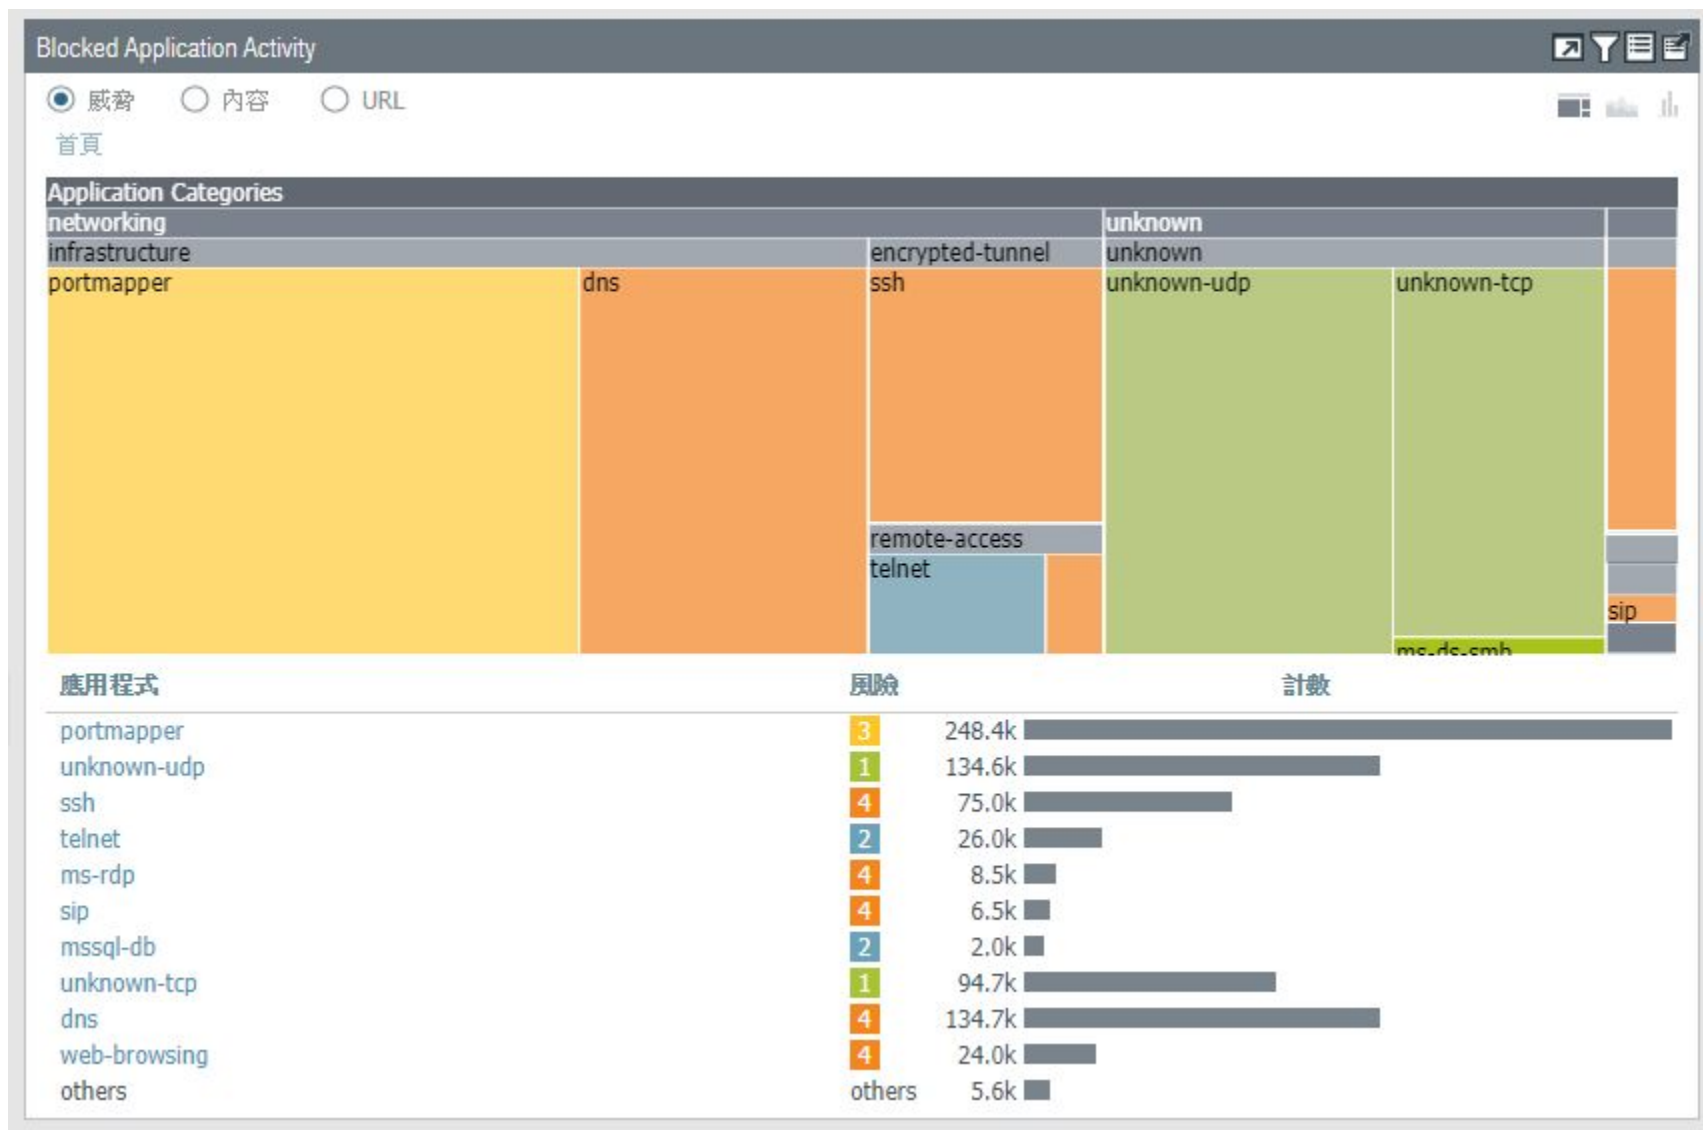 Blocked Application Activity
威脅 內容 URL
首頁
Application Categories
networking unknown
infrastructure encrypted-tunnel unknown
portmapper dns ssh unknown-udp unknown-tcp
remote-access
telnet
sip
ms-ds-smb
應用程式 風險 計數
portmapper 3 248.4k
unknown-udp 1 134.6k
ssh 4 75.0k
telnet 2 26.0k
ms-rdp 4 8.5k
sip 4 6.5k
mssql-db 2 2.0k
unknown-tcp 1 94.7k
dns 4 134.7k
web-browsing 4 24.0k
others others 5.6k